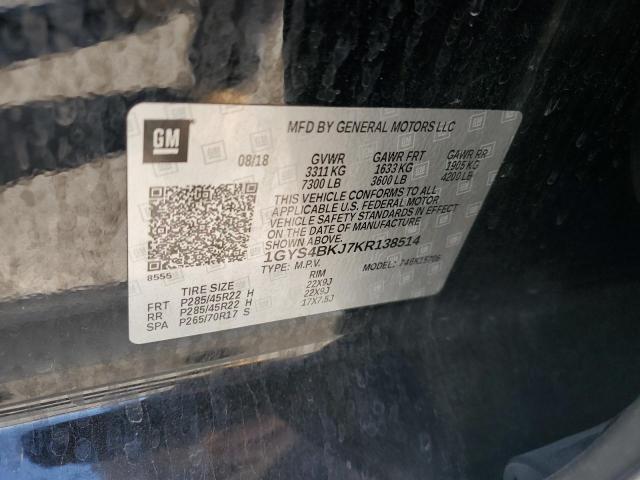 GM
MFD BY GENERAL MOTORS LLC
08/18 GVWR GAWR FRT GAWR RR
3311 KG 1633 KG 1905 KG
7300 LB 3600 LB 4200 LB
THIS VEHICLE CONFORMS TO ALL
APPLICABLE U.S. FEDERAL MOTOR
VEHICLE SAFETY STANDARDS IN EFFECT
ON THE DATE OF MANUFACTURE
SHOWN ABOVE.
1GYS4BKJ7KR138514
8555 TYPE: M.P.V. MODEL:
TIRE SIZE RIM
FRT P285/45R22 H 22X9J
RR P285/45R22 H 22X9J
SPA P265/70R17 S 17X7.5J